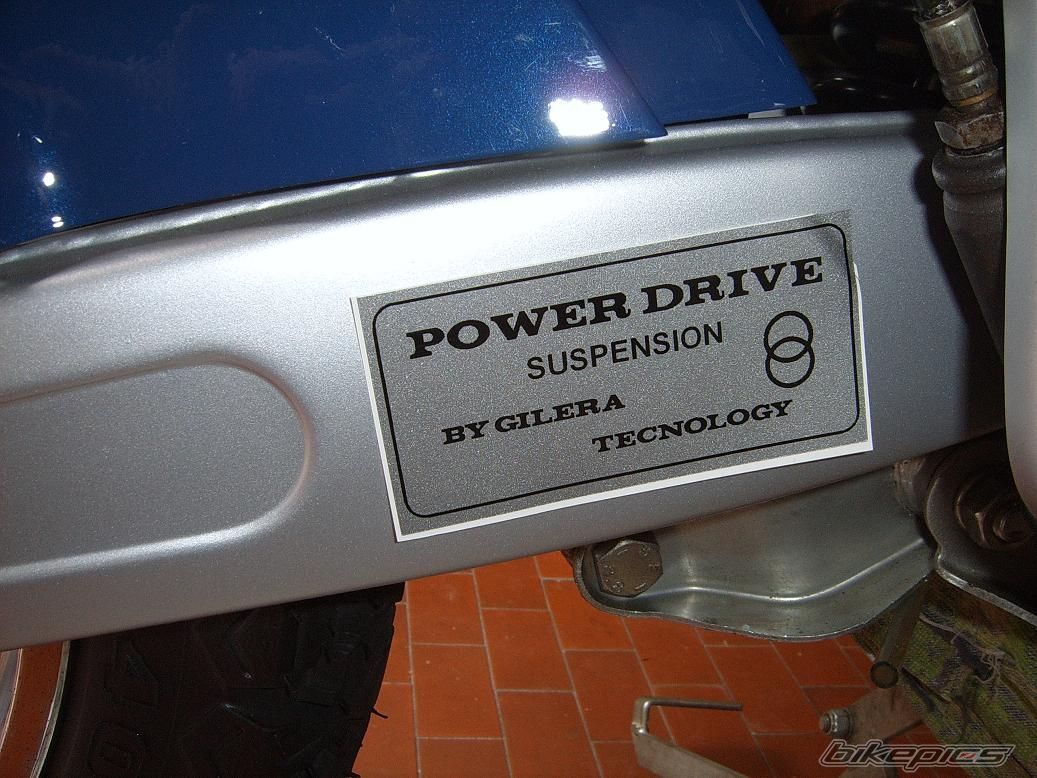 POWER DRIVE
SUSPENSION
BY GILERA
TECNOLOGY
bikepics